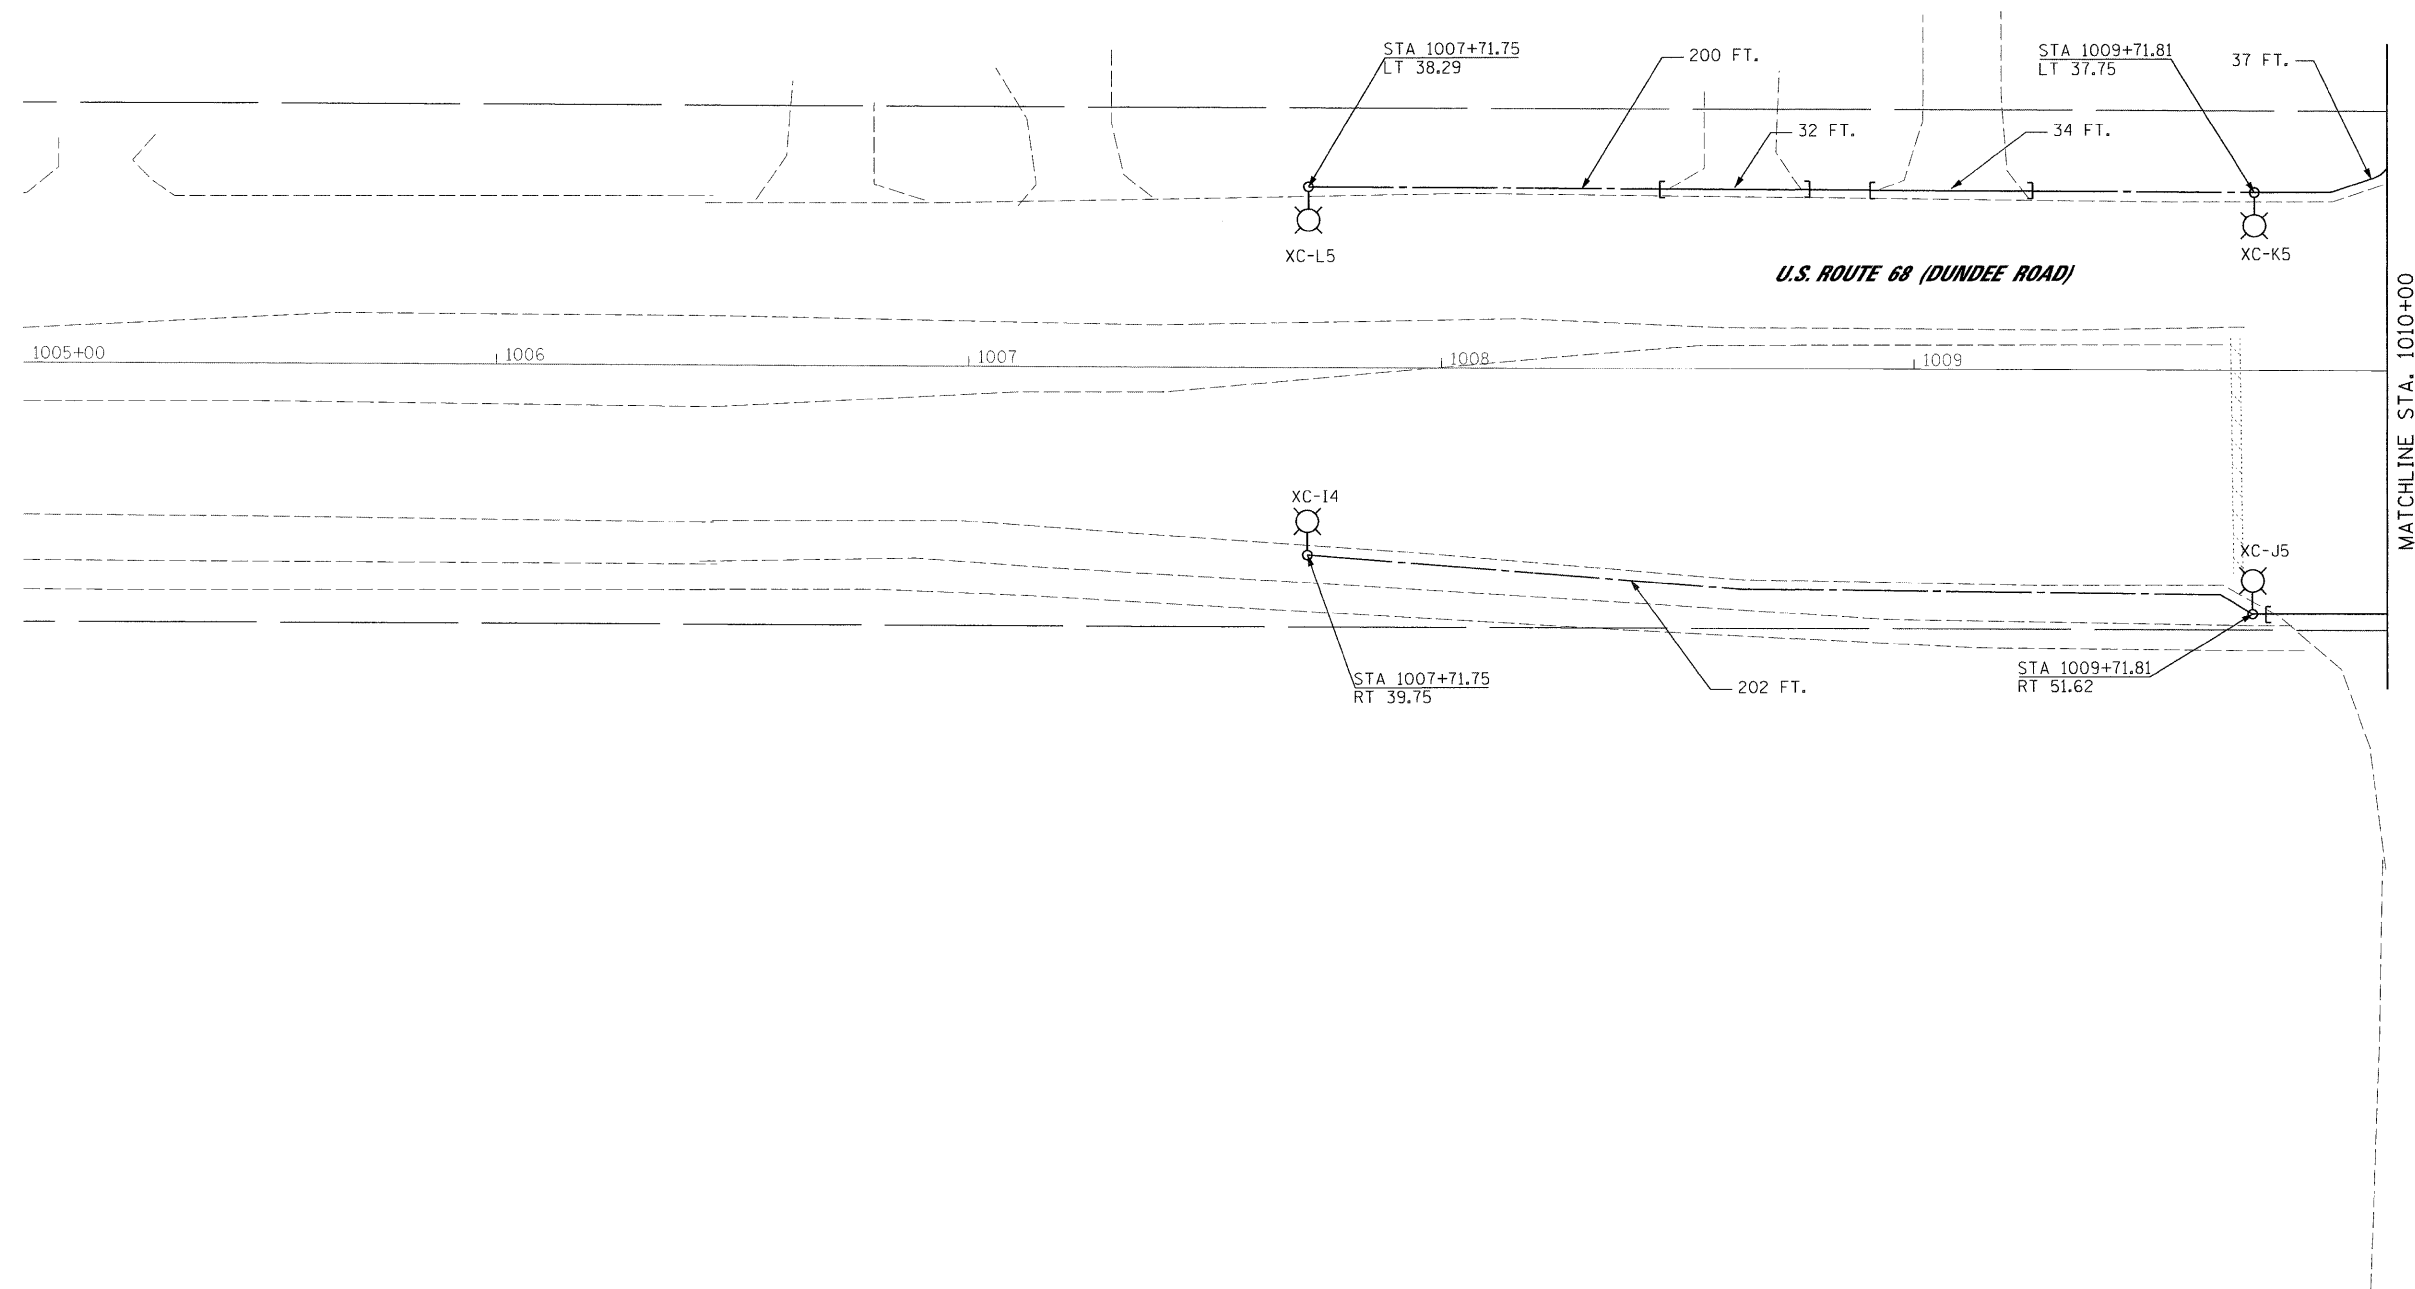 STA 1007+71.75
LT 38.29
200 FT.
STA 1009+71.81
LT 37.75
37 FT.
32 FT.
34 FT.
XC-L5
XC-K5
U.S. ROUTE 68 (DUNDEE ROAD)
MATCHLINE STA. 1010+00
1005+00
1006
1007
1008
1009
XC-I4
XC-J5
STA 1007+71.75
RT 39.75
202 FT.
STA 1009+71.81
RT 51.62